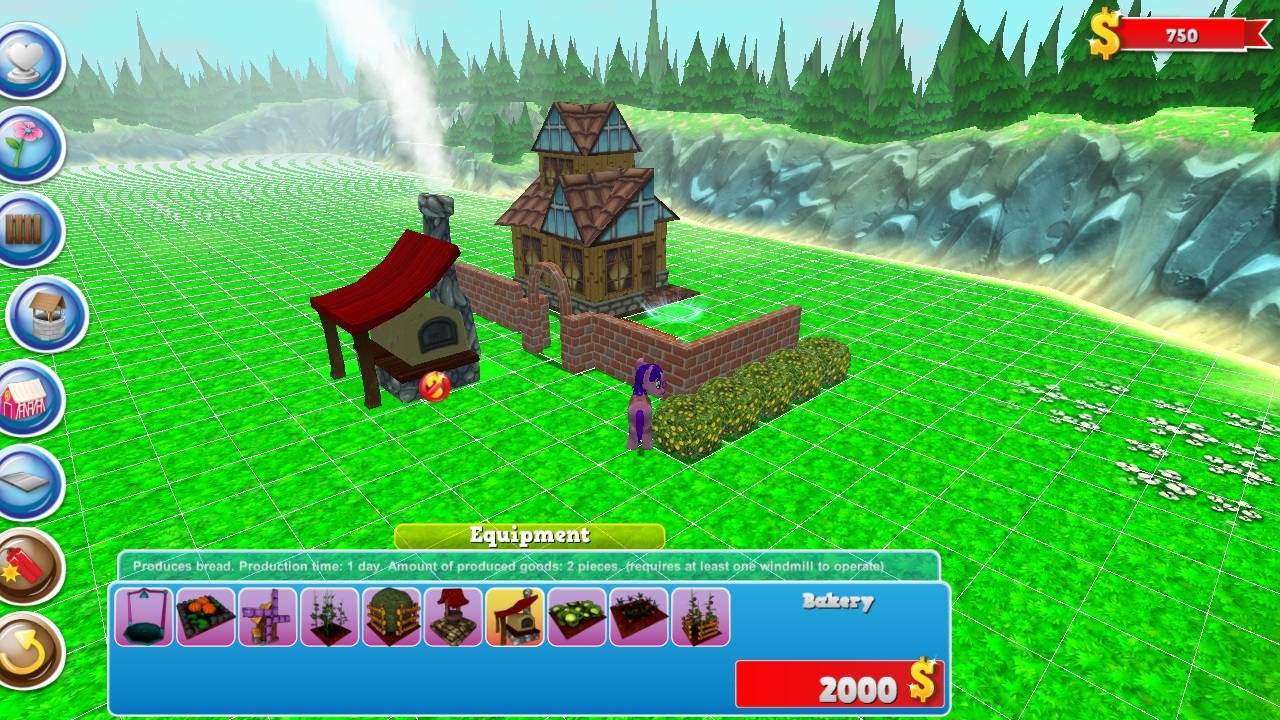 750
Equipment
Produces bread. Production time: 1 day. Amount of produced goods: 2 pieces. (requires at least one windmill to operate)
Bakery
2000